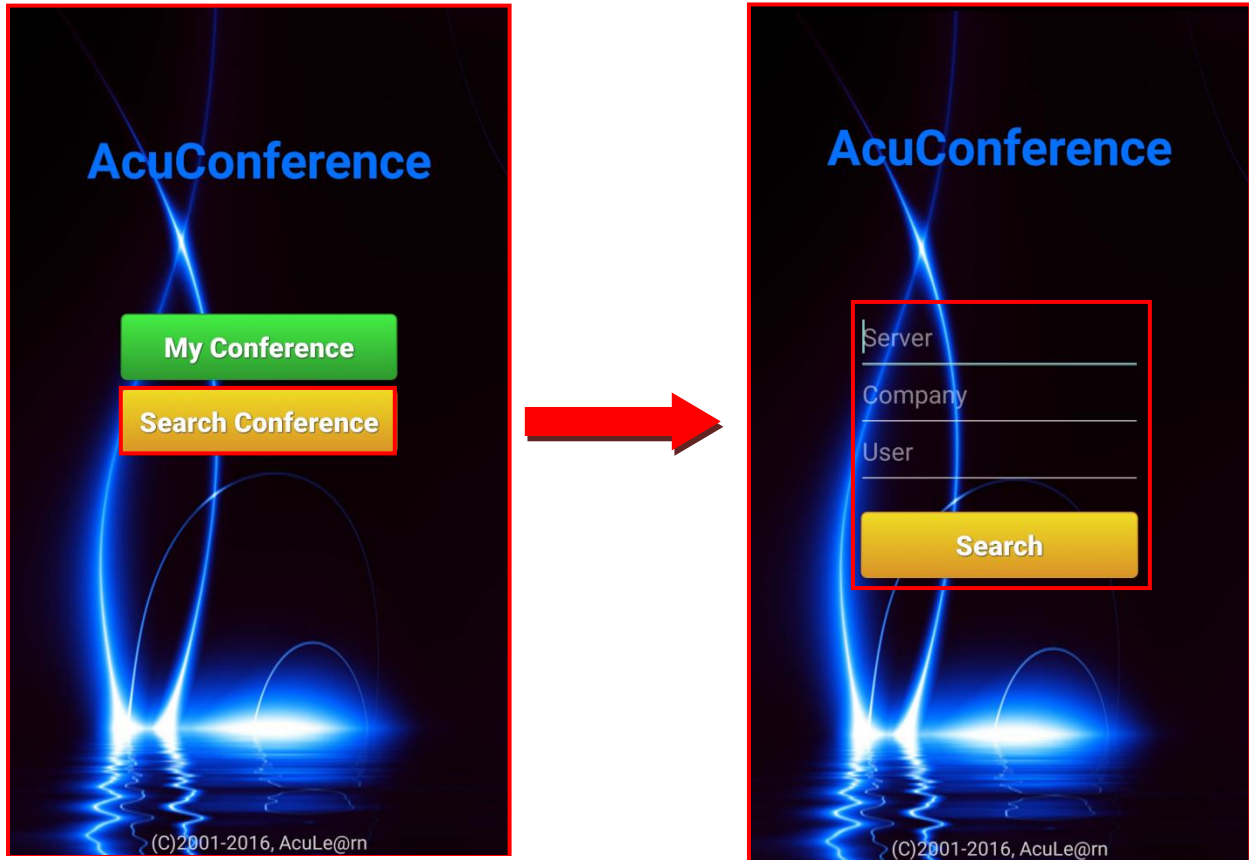 AcuConference
My Conference
Search Conference
(C)2001-2016, AcuLe@rn
AcuConference
Server
Company
User
Search
(C)2001-2016, AcuLe@rn